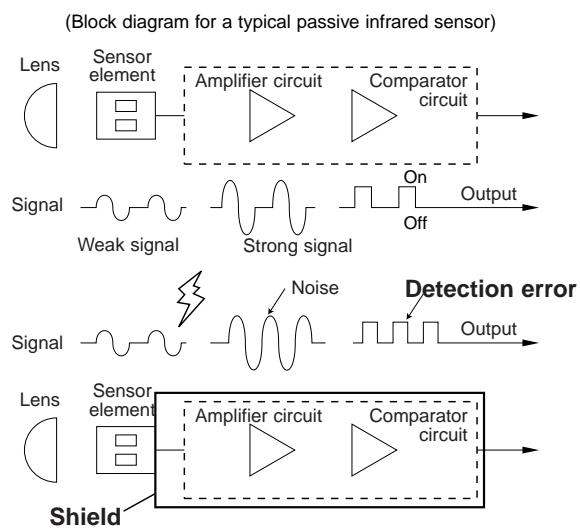 (Block diagram for a typical passive infrared sensor)
Lens
Sensor
element
Amplifier circuit
Comparator
circuit
Signal
Weak signal
Strong signal
On
Off
Output
Noise
Detection error
Signal
Output
Lens
Sensor
element
Amplifier circuit
Comparator
circuit
Shield